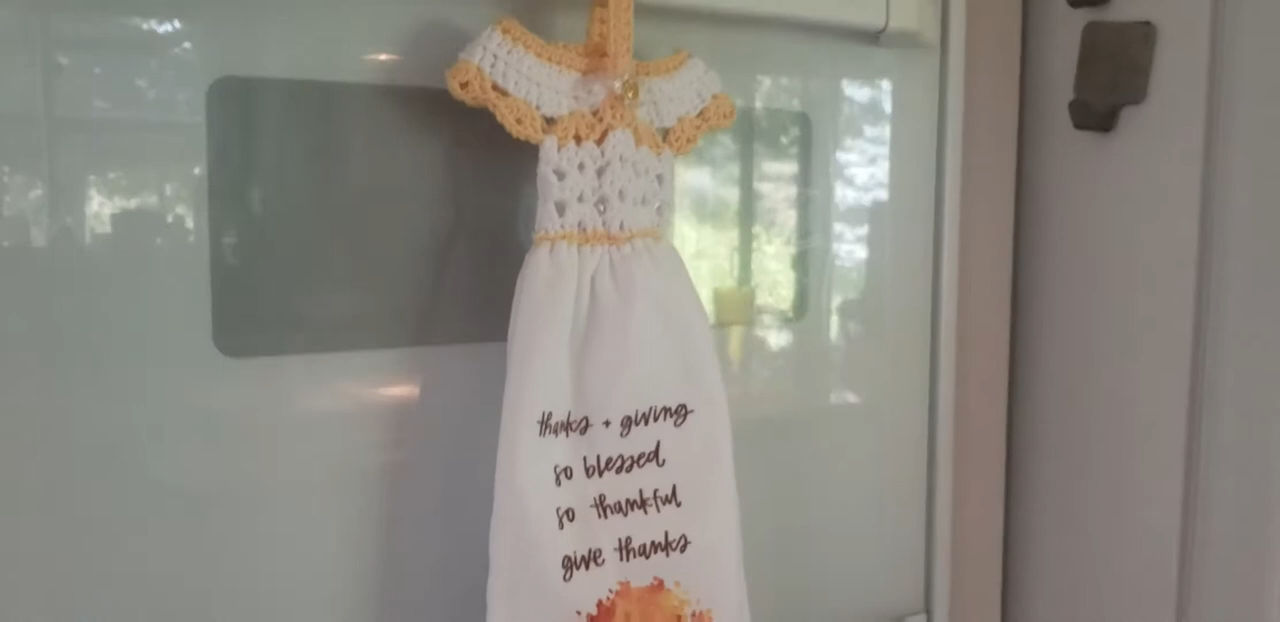 thanks + giving
so blessed
so thankful
give thanks